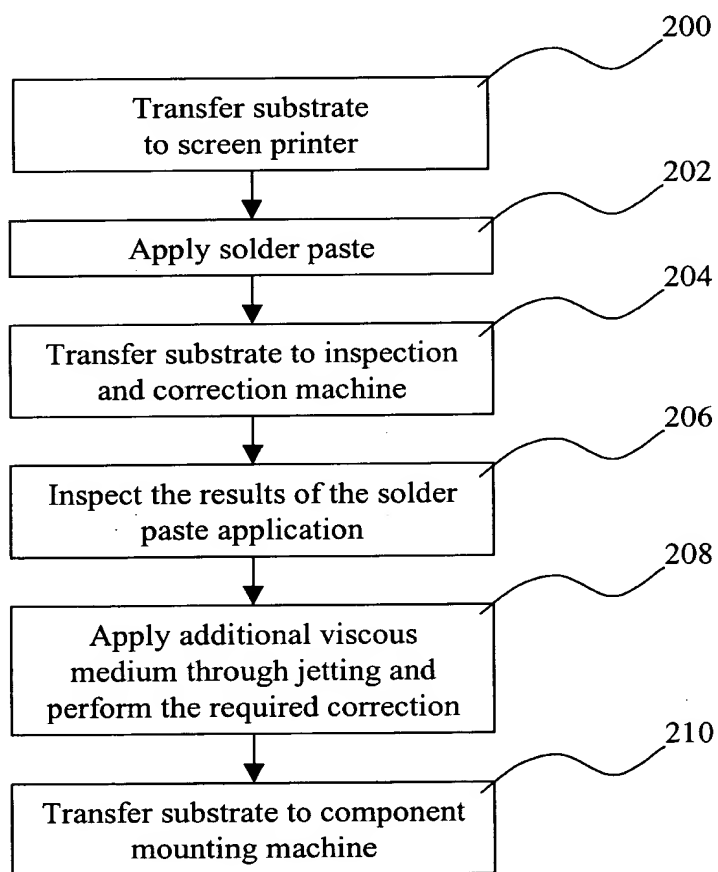 200
Transfer substrate
to screen printer
202
Apply solder paste
204
Transfer substrate to inspection
and correction machine
206
Inspect the results of the solder
paste application
208
Apply additional viscous
medium through jetting and
perform the required correction
210
Transfer substrate to component
mounting machine